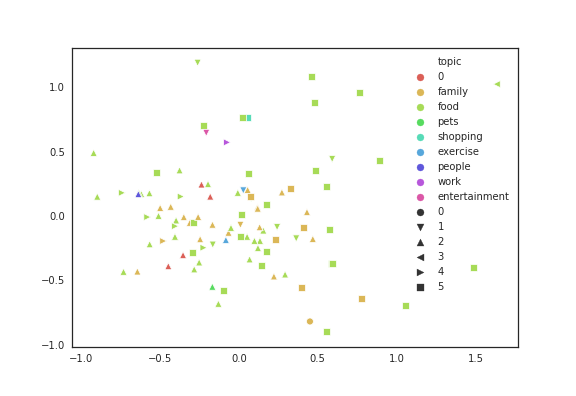 topic
0
family
food
pets
shopping
exercise
people
work
entertainment
0
1
2
3
4
5
1.0
0.5
0.0
−0.5
−1.0
−1.0 −0.5 0.0 0.5 1.0 1.5